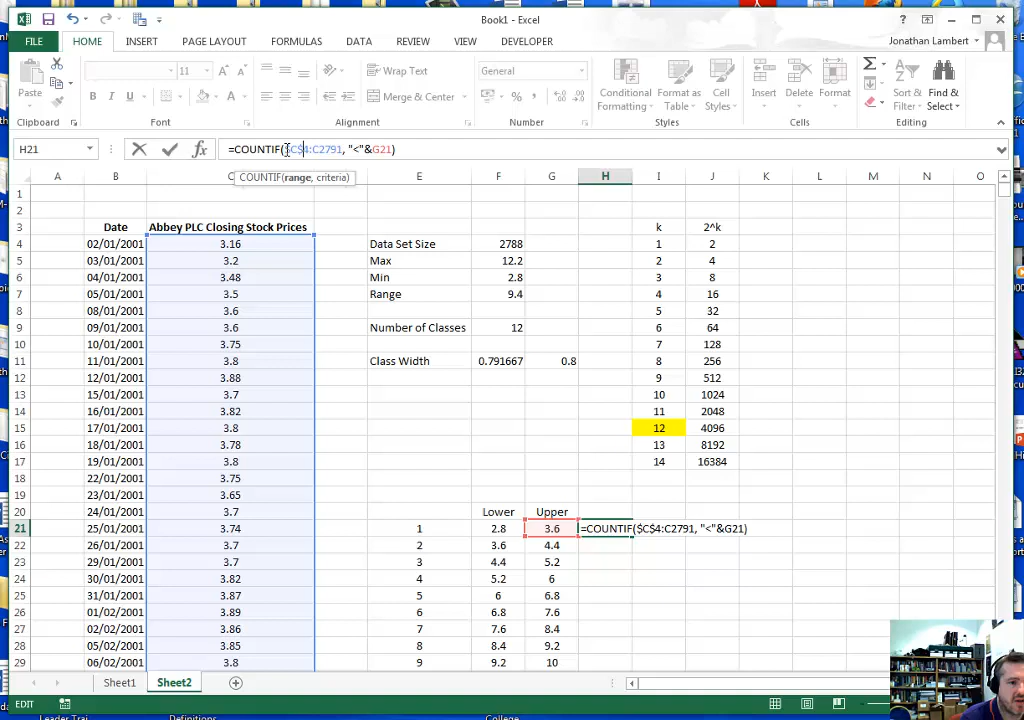 Book1 - Excel
FILE HOME INSERT PAGE LAYOUT FORMULAS DATA REVIEW VIEW DEVELOPER Jonathan Lambert
Paste 11 Wrap Text General Conditional Format as Cell Insert Delete Format Sort & Find &
Merge & Center Formatting Table Styles Filter Select
Clipboard Font Alignment Number Styles Cells Editing
H21 =COUNTIF($C$4:C2791, "<"&G21)
COUNTIF(range, criteria)
A B C E F G H I J K L M N O
1
2
3 Date Abbey PLC Closing Stock Prices k 2^k
4 02/01/2001 3.16 Data Set Size 2788 1 2
5 03/01/2001 3.2 Max 12.2 2 4
6 04/01/2001 3.48 Min 2.8 3 8
7 05/01/2001 3.5 Range 9.4 4 16
8 08/01/2001 3.6 5 32
9 09/01/2001 3.6 Number of Classes 12 6 64
10 10/01/2001 3.75 7 128
11 11/01/2001 3.8 Class Width 0.791667 0.8 8 256
12 12/01/2001 3.88 9 512
13 15/01/2001 3.7 10 1024
14 16/01/2001 3.82 11 2048
15 17/01/2001 3.8 12 4096
16 18/01/2001 3.78 13 8192
17 19/01/2001 3.8 14 16384
18 22/01/2001 3.75
19 23/01/2001 3.65
20 24/01/2001 3.7 Lower Upper
21 25/01/2001 3.74 1 2.8 3.6 =COUNTIF($C$4:C2791, "<"&G21)
22 26/01/2001 3.7 2 3.6 4.4
23 29/01/2001 3.7 3 4.4 5.2
24 30/01/2001 3.82 4 5.2 6
25 31/01/2001 3.87 5 6 6.8
26 01/02/2001 3.89 6 6.8 7.6
27 02/02/2001 3.86 7 7.6 8.4
28 05/02/2001 3.85 8 8.4 9.2
29 06/02/2001 3.8 9 9.2 10
Sheet1 Sheet2
EDIT
Leader Trai Definitions College